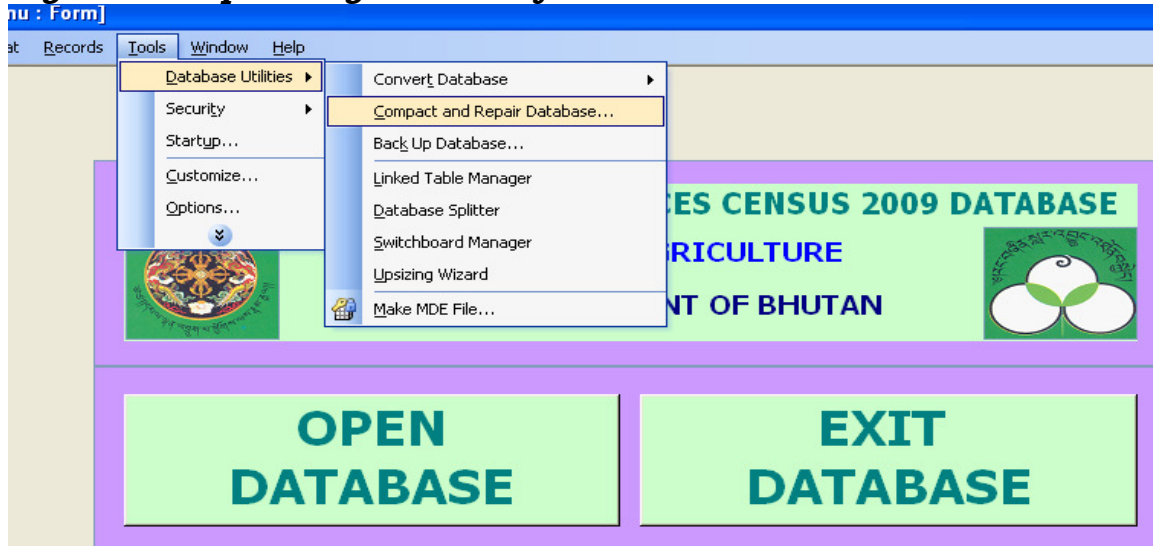 nu : Form]
at Records Tools Window Help
Database Utilities
Security
Startup...
Customize...
Options...
Convert Database
Compact and Repair Database...
Back Up Database...
Linked Table Manager
Database Splitter
Switchboard Manager
Upsizing Wizard
Make MDE File...
CES CENSUS 2009 DATABASE
RICULTURE
NT OF BHUTAN
OPEN
DATABASE
EXIT
DATABASE